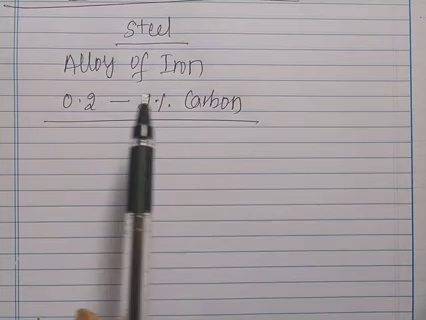 Steel
Alloy of Iron
0.2 — %. Carbon